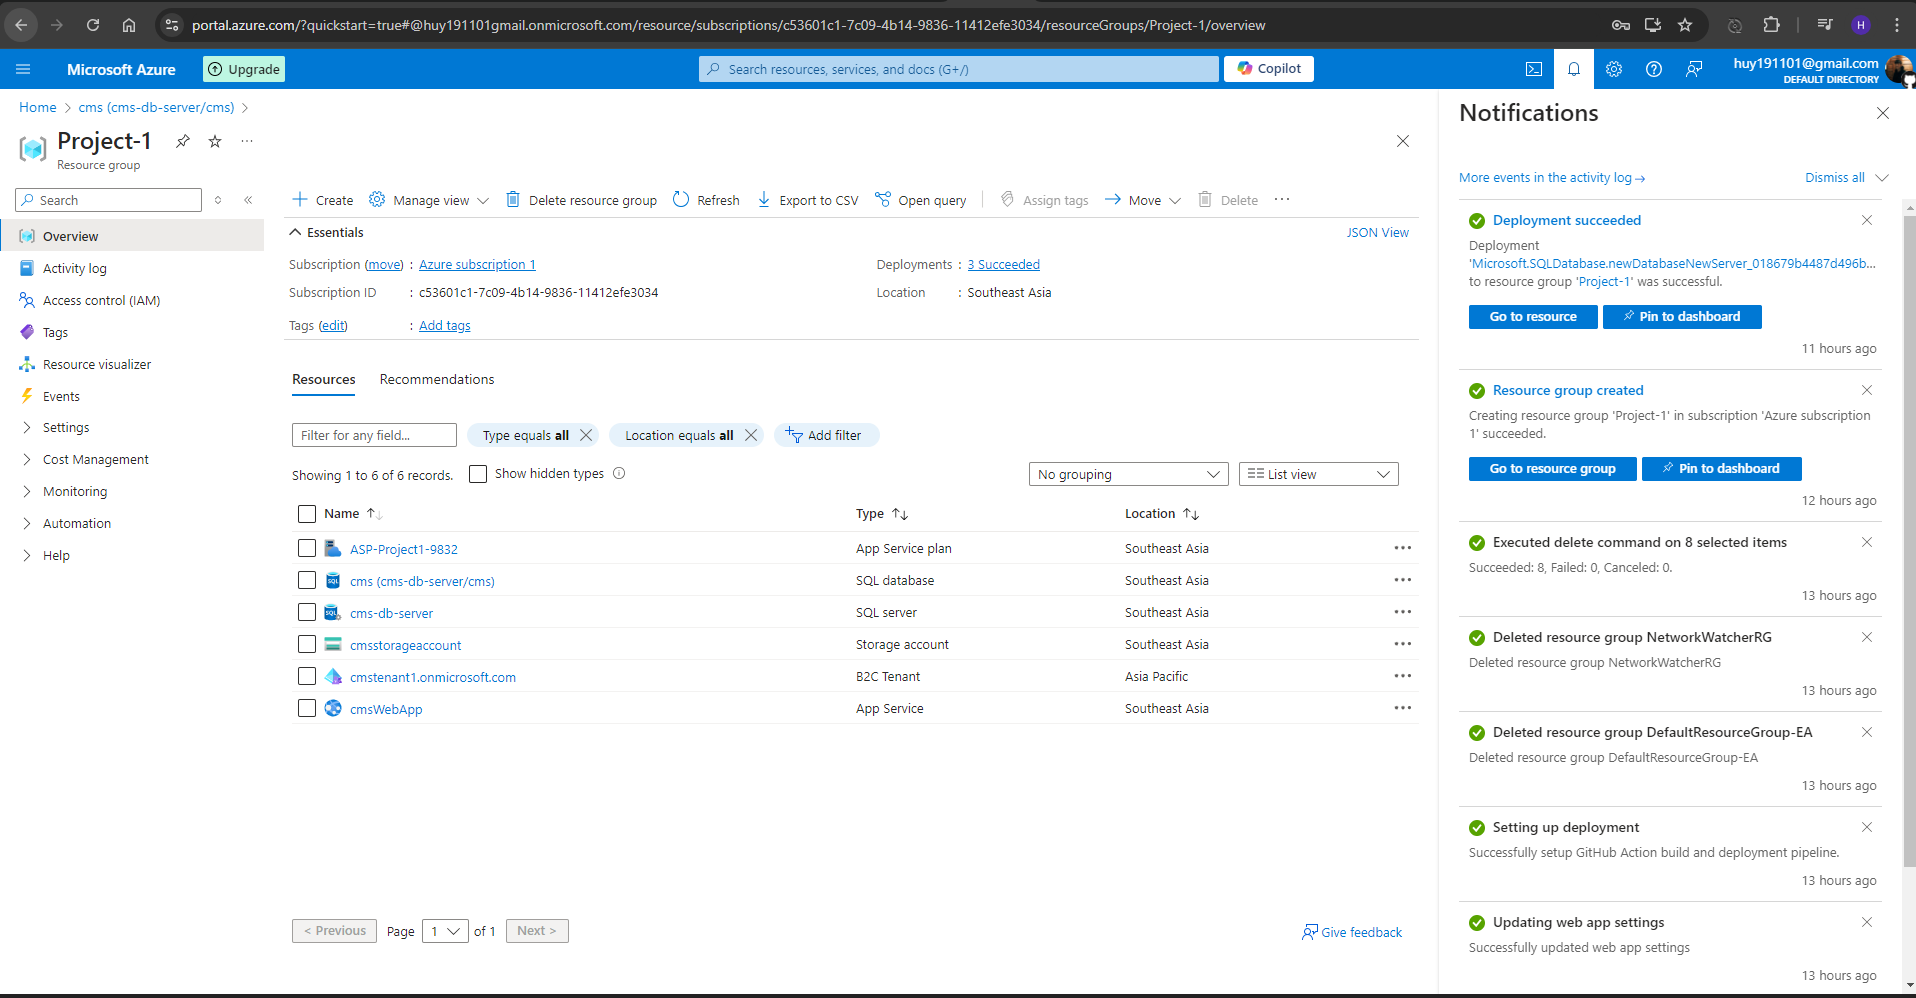 portal.azure.com/?quickstart=true#@huy191101gmail.onmicrosoft.com/resource/subscriptions/c53601c1-7c09-4b14-9836-11412efe3034/resourceGroups/Project-1/overview
H
Microsoft Azure
Upgrade
Search resources, services, and docs (G+/)
Copilot
huy191101@gmail.com
DEFAULT DIRECTORY
Home > cms (cms-db-server/cms) >
Project-1
Resource group
Search
Overview
Activity log
Access control (IAM)
Tags
Resource visualizer
Events
Settings
Cost Management
Monitoring
Automation
Help
Create
Manage view
Delete resource group
Refresh
Export to CSV
Open query
Assign tags
Move
Delete
Essentials
JSON View
Subscription (move) : Azure subscription 1
Subscription ID : c53601c1-7c09-4b14-9836-11412efe3034
Tags (edit) : Add tags
Deployments : 3 Succeeded
Location : Southeast Asia
Resources
Recommendations
Filter for any field...
Type equals all
Location equals all
Add filter
Showing 1 to 6 of 6 records.
Show hidden types
No grouping
List view
Name Type Location
ASP-Project1-9832 App Service plan Southeast Asia
cms (cms-db-server/cms) SQL database Southeast Asia
cms-db-server SQL server Southeast Asia
cmsstorageaccount Storage account Southeast Asia
cmstenant1.onmicrosoft.com B2C Tenant Asia Pacific
cmsWebApp App Service Southeast Asia
< Previous
Page 1 of 1
Next >
Give feedback
Notifications
More events in the activity log →
Dismiss all
Deployment succeeded
Deployment
'Microsoft.SQLDatabase.newDatabaseNewServer_018679b4487d496b...
to resource group 'Project-1' was successful.
Go to resource
Pin to dashboard
11 hours ago
Resource group created
Creating resource group 'Project-1' in subscription 'Azure subscription
1' succeeded.
Go to resource group
Pin to dashboard
12 hours ago
Executed delete command on 8 selected items
Succeeded: 8, Failed: 0, Canceled: 0.
13 hours ago
Deleted resource group NetworkWatcherRG
Deleted resource group NetworkWatcherRG
13 hours ago
Deleted resource group DefaultResourceGroup-EA
Deleted resource group DefaultResourceGroup-EA
13 hours ago
Setting up deployment
Successfully setup GitHub Action build and deployment pipeline.
13 hours ago
Updating web app settings
Successfully updated web app settings
13 hours ago